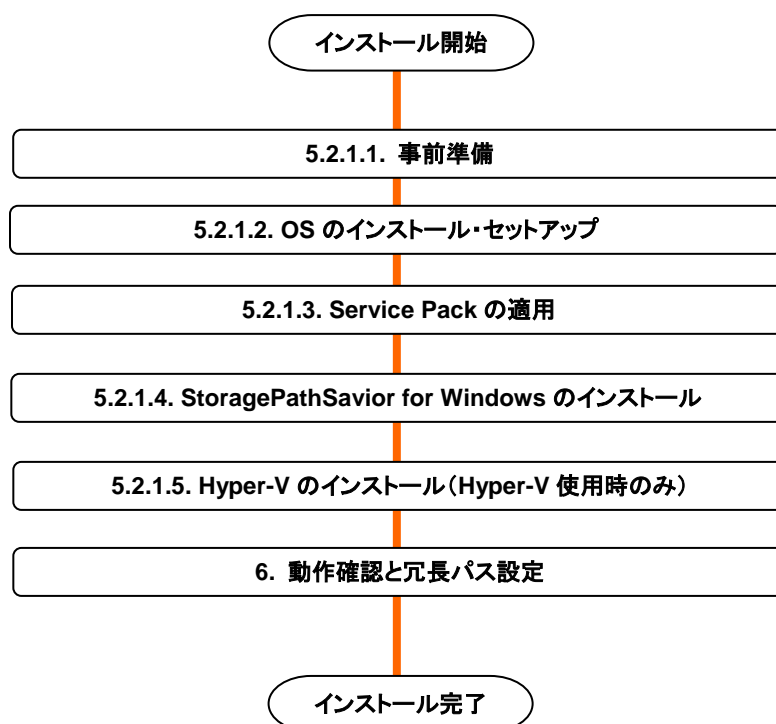 インストール開始
5.2.1.1. 事前準備
5.2.1.2. OS のインストール・セットアップ
5.2.1.3. Service Pack の適用
5.2.1.4. StoragePathSavior for Windows のインストール
5.2.1.5. Hyper-V のインストール（Hyper-V 使用時のみ）
6. 動作確認と冗長パス設定
インストール完了